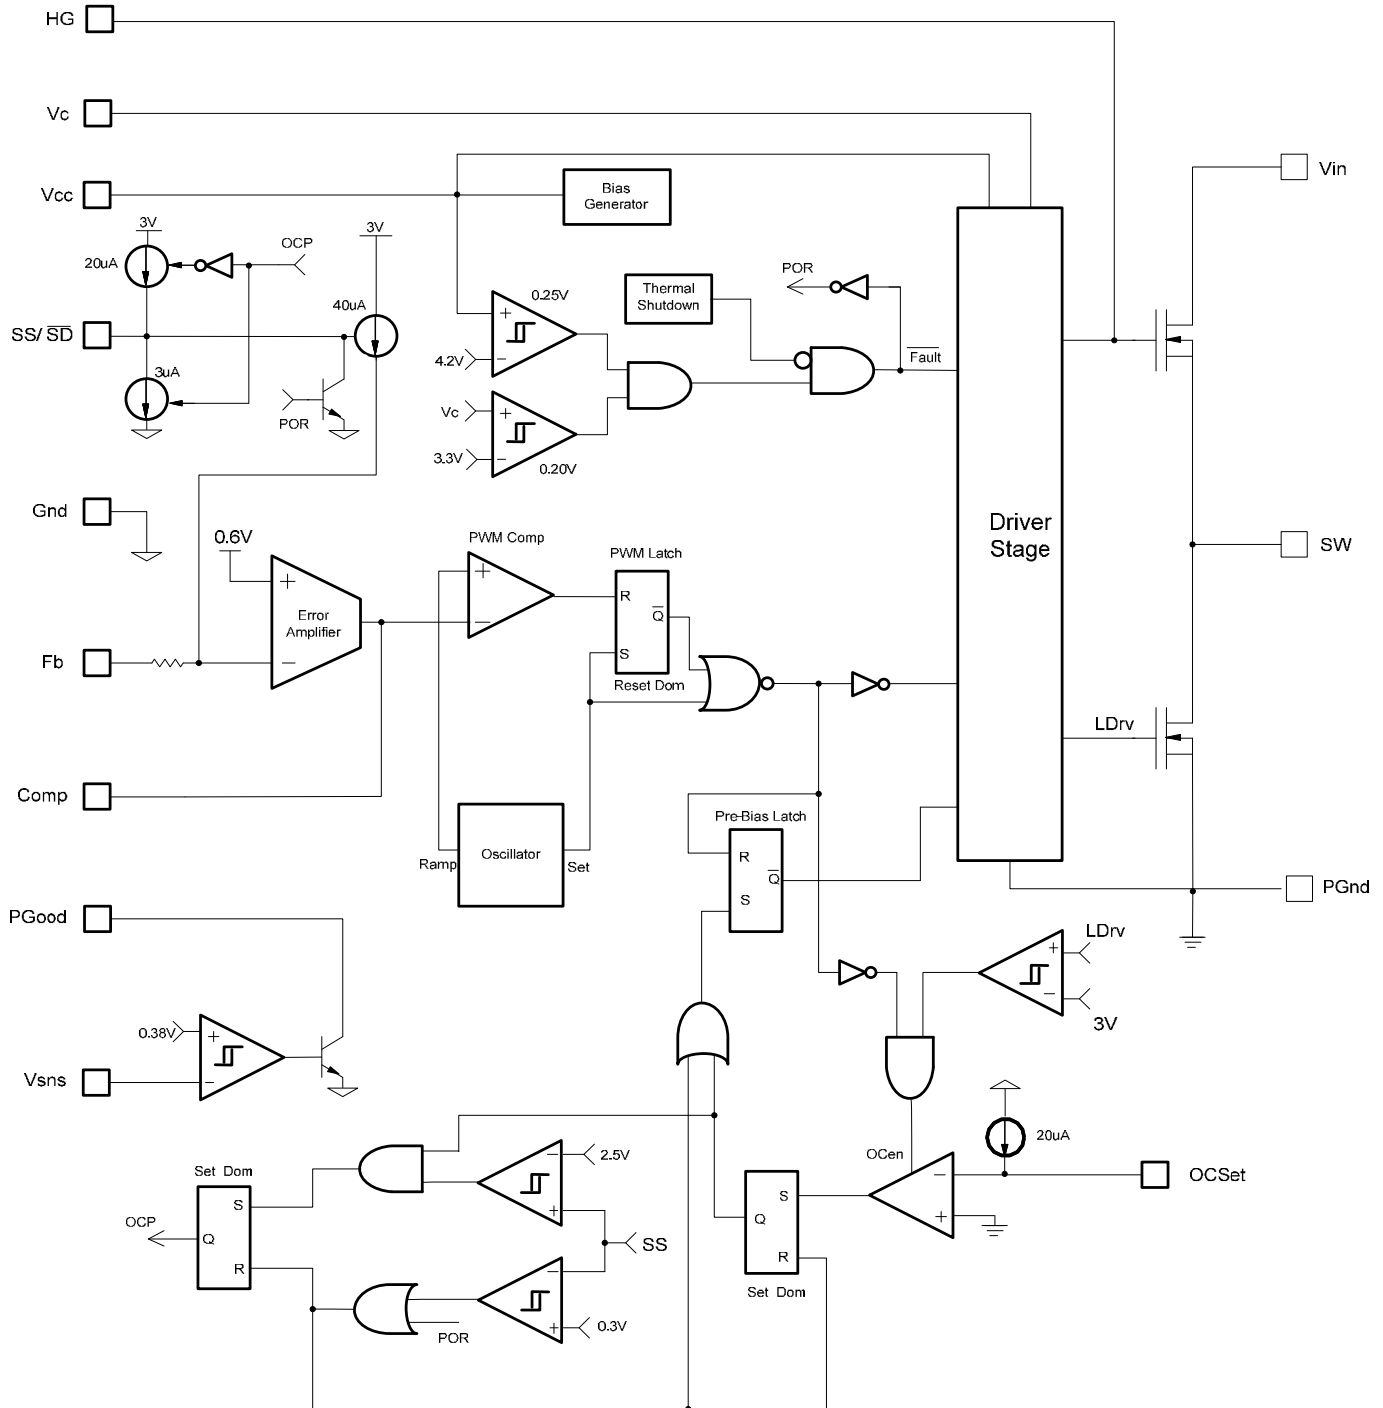 HG
Vc
Vin
Vcc
Bias
Generator
3V
3V
OCP
20uA
POR
Thermal
Shutdown
0.25V
40uA
SS/ SD
4.2V
Fault
3uA
Vc
POR
3.3V
0.20V
Gnd
Driver
Stage
0.6V
PWM Comp
SW
PWM Latch
+
R
Error
Amplifier
Q
Fb
S
Reset Dom
LDrv
Comp
Pre-Bias Latch
Oscillator
Ramp
Set
R
Q
S
PGnd
PGood
LDrv
3V
0.38V
Vsns
20uA
OCen
2.5V
Set Dom
OCSet
S
S
OCP
Q
Q
SS
R
R
Set Dom
0.3V
POR